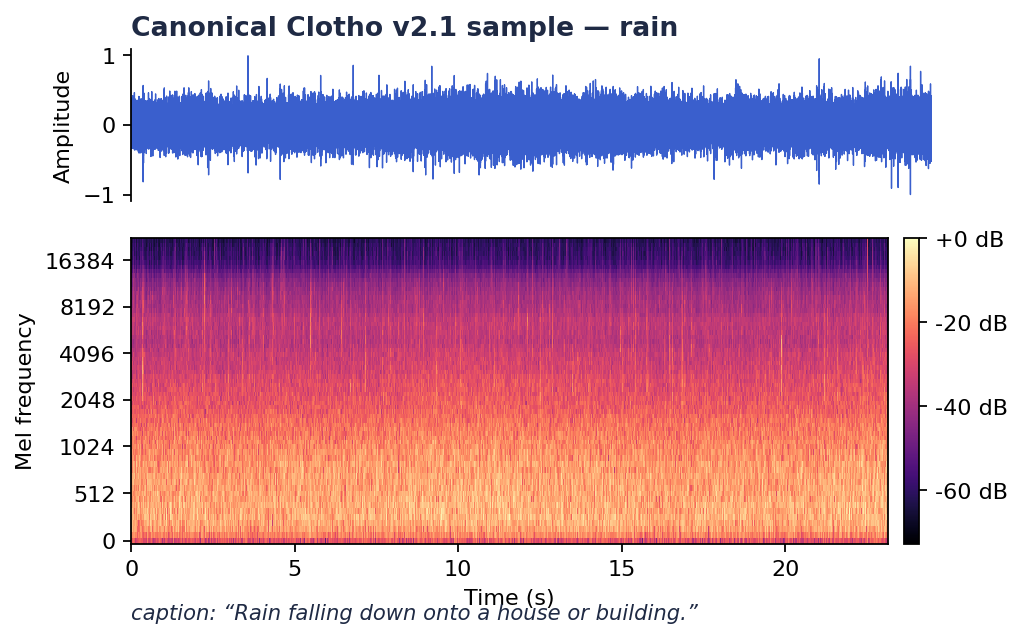 Canonical Clotho v2.1 sample — rain
1
0
−1
Amplitude
16384
8192
4096
2048
1024
512
0
Mel frequency
+0 dB
-20 dB
-40 dB
-60 dB
0 5 10 15 20
Time (s)
caption: “Rain falling down onto a house or building.”